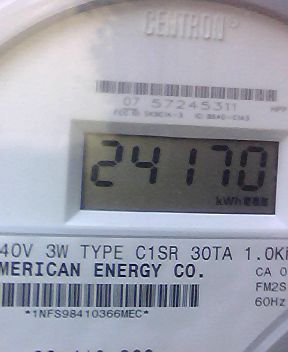 CENTRON
07 57245311
24170
kWh
40V 3W TYPE C1SR 30TA 1.0K
MERICAN ENERGY CO.
CA 0
FM2S
60Hz
*1NFS98410366MEC*